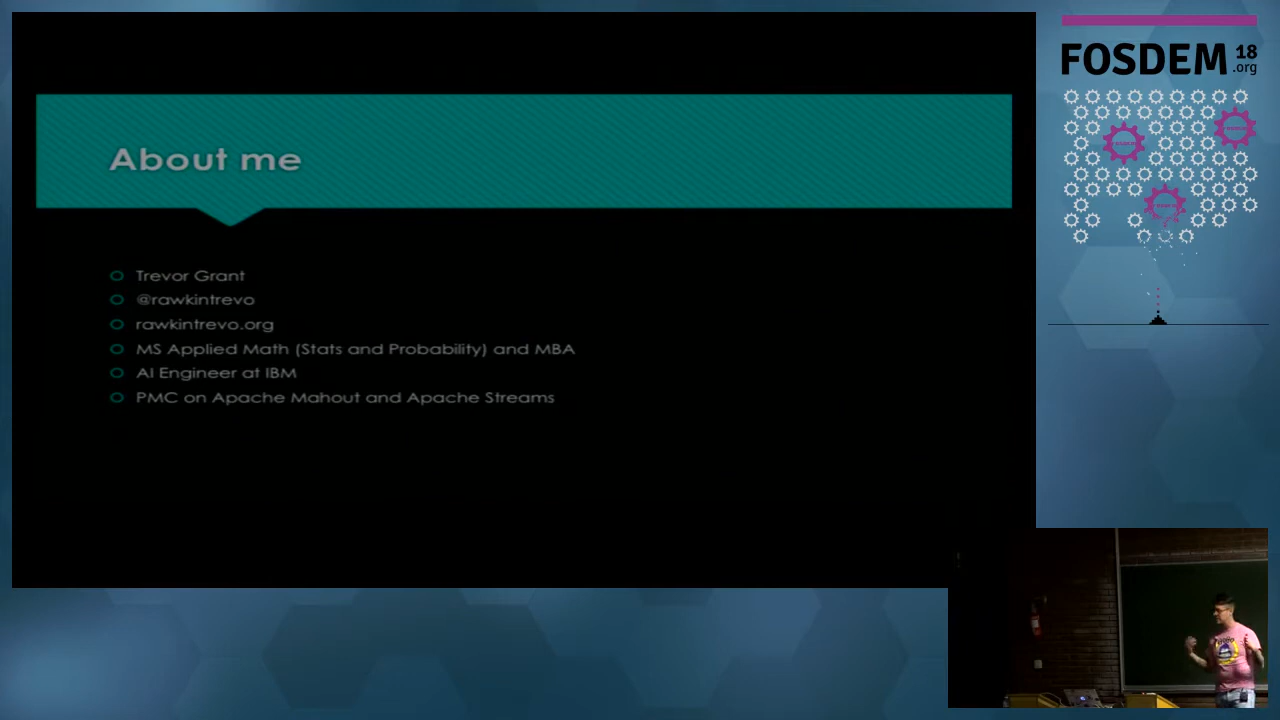 About me
Trevor Grant
@rawkintrevo
rawkintrevo.org
MS Applied Math (Stats and Probability) and MBA
AI Engineer at IBM
PMC on Apache Mahout and Apache Streams
FOSDEM 18
.org